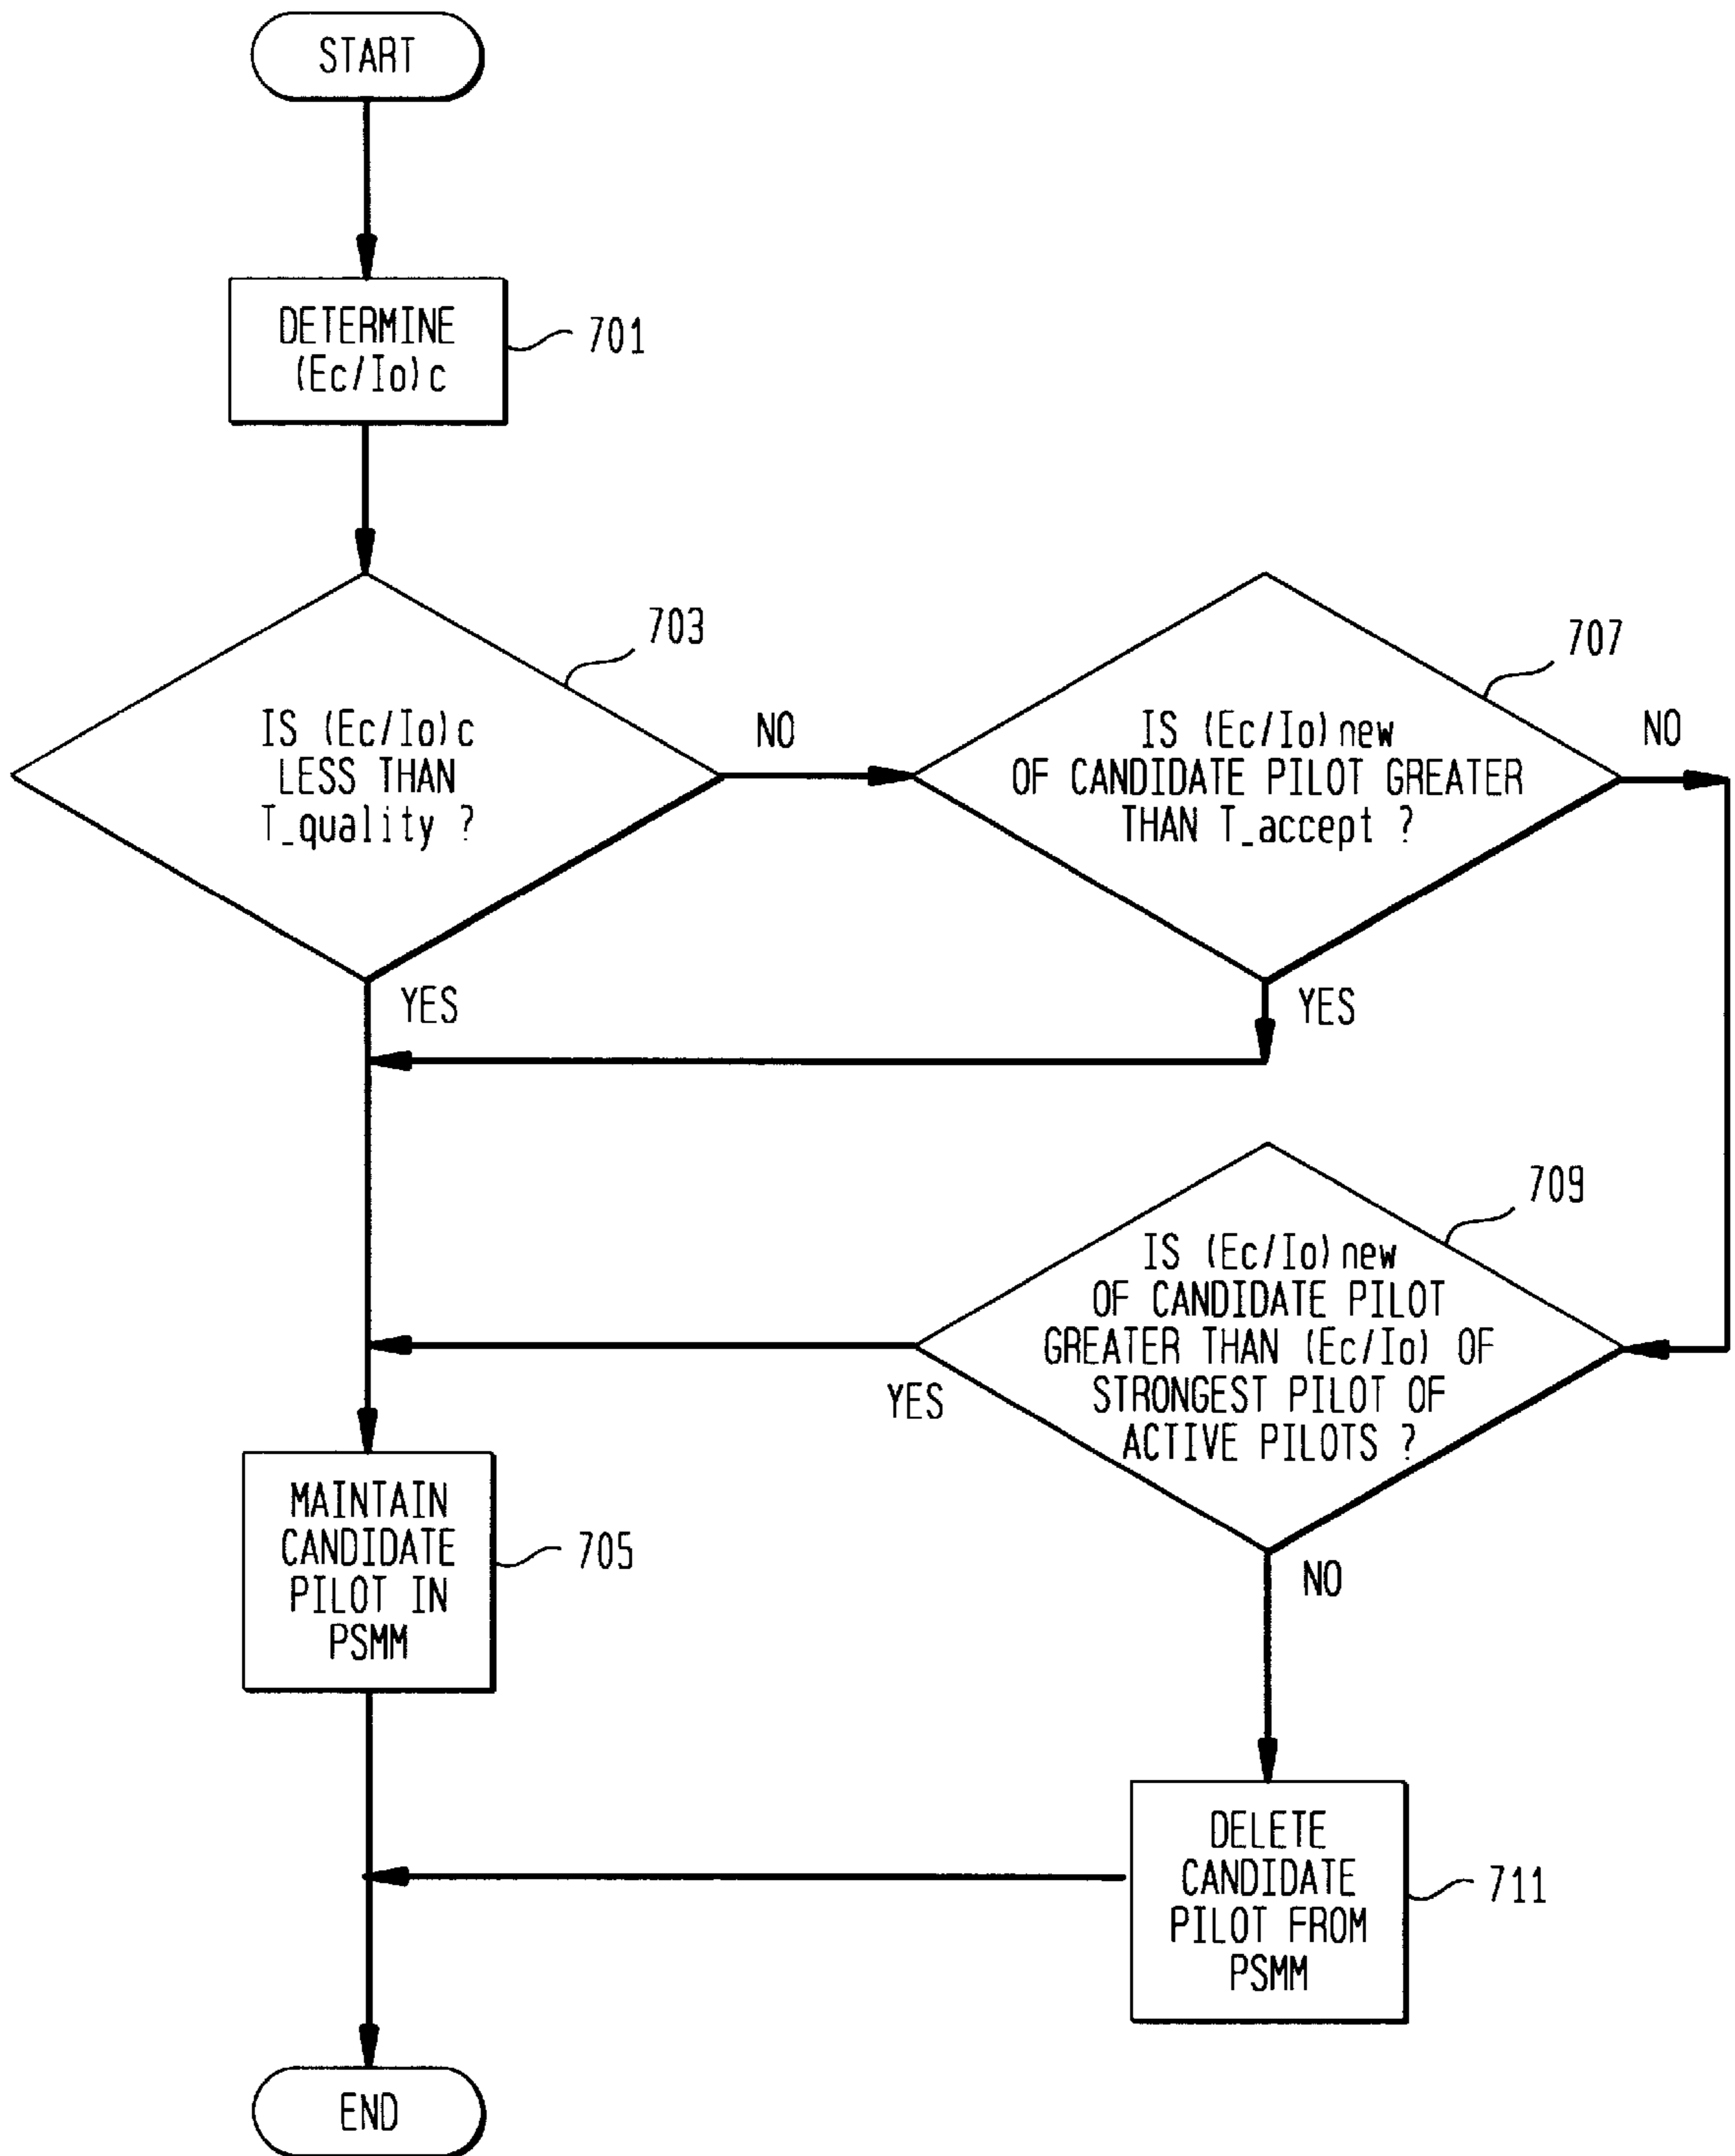 START
DETERMINE
(Ec/Io)c
701
703
IS (Ec/Io)c
LESS THAN
T_quality ?
NO
YES
707
IS (Ec/Io)new
OF CANDIDATE PILOT GREATER
THAN T_accept ?
NO
YES
709
IS (Ec/Io)new
OF CANDIDATE PILOT
GREATER THAN (Ec/Io) OF
STRONGEST PILOT OF
ACTIVE PILOTS ?
YES
NO
MAINTAIN
CANDIDATE
PILOT IN
PSMM
705
DELETE
CANDIDATE
PILOT FROM
PSMM
711
END